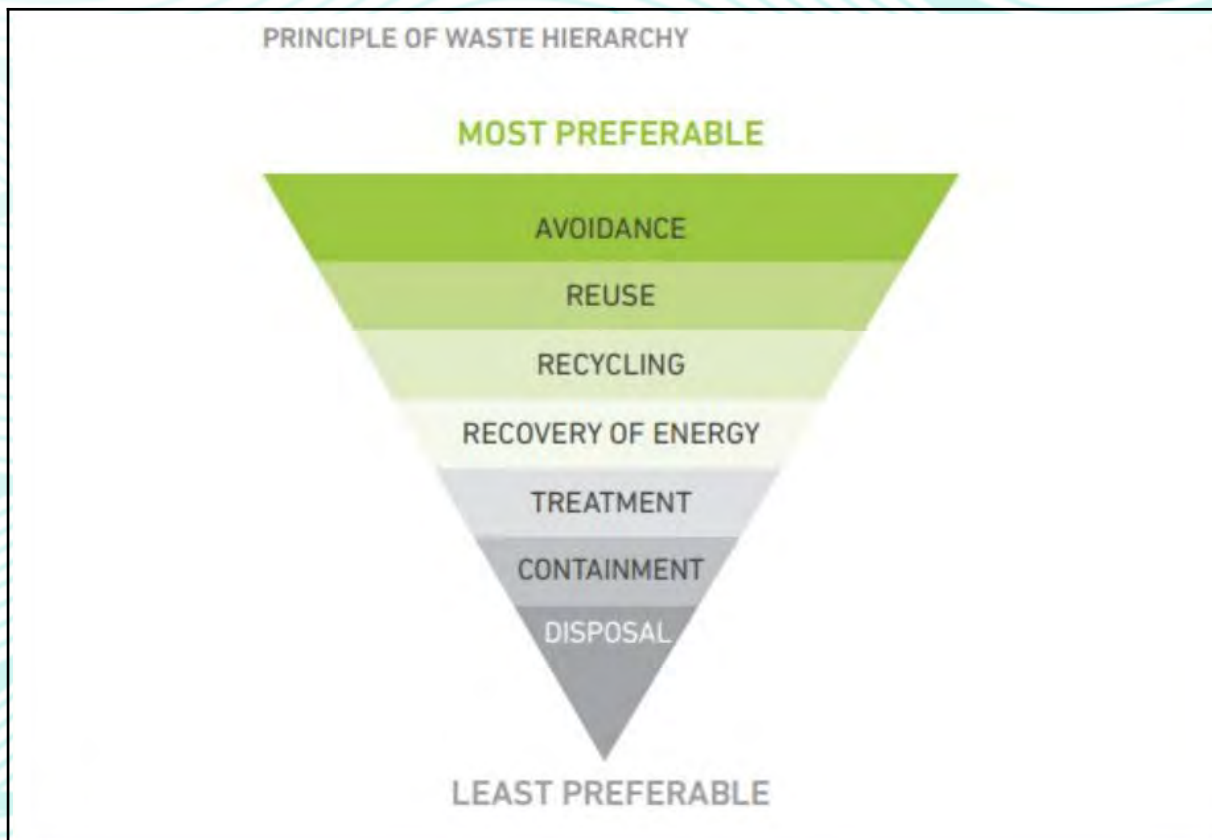 PRINCIPLE OF WASTE HIERARCHY
MOST PREFERABLE
AVOIDANCE
REUSE
RECYCLING
RECOVERY OF ENERGY
TREATMENT
CONTAINMENT
DISPOSAL
LEAST PREFERABLE